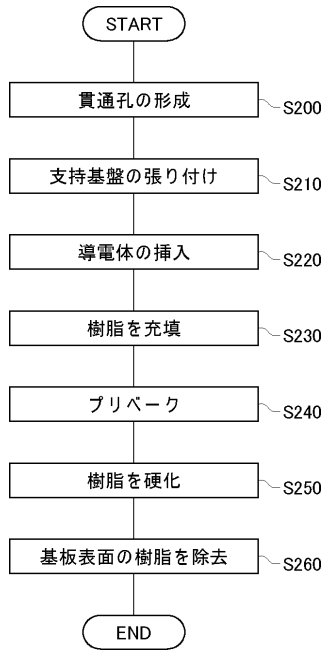 START
貫通孔の形成
S200
支持基盤の張り付け
S210
導電体の挿入
S220
樹脂を充填
S230
プリベーク
S240
樹脂を硬化
S250
基板表面の樹脂を除去
S260
END